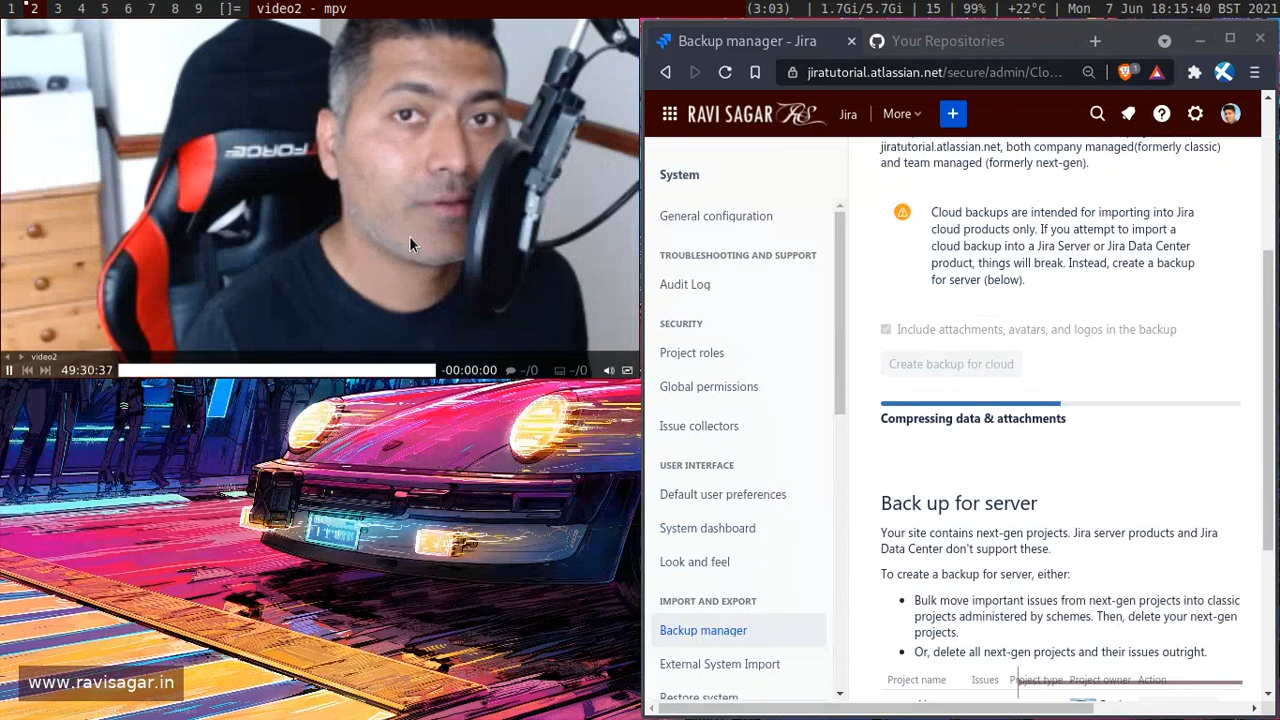 1 2 3 4 5 6 7 8 9 []= video2 - mpv
(3:03) | 1.7Gi/5.7Gi | 15 | 99% | +22°C | Mon 7 Jun 18:15:40 BST 2021
video2
49:30:37
-00:00:00
-/0
-/0
www.ravisagar.in
Backup manager - Jira
Your Repositories
jiratutorial.atlassian.net/secure/admin/Clo...
1
RAVI SAGAR RS
Jira
More
System
General configuration
TROUBLESHOOTING AND SUPPORT
Audit Log
SECURITY
Project roles
Global permissions
Issue collectors
USER INTERFACE
Default user preferences
System dashboard
Look and feel
IMPORT AND EXPORT
Backup manager
External System Import
Restore system
jiratutorial.atlassian.net, both company managed(formerly classic)
and team managed (formerly next-gen).
Cloud backups are intended for importing into Jira
cloud products only. If you attempt to import a
cloud backup into a Jira Server or Jira Data Center
product, things will break. Instead, create a backup
for server (below).
Include attachments, avatars, and logos in the backup
Create backup for cloud
Compressing data & attachments
Back up for server
Your site contains next-gen projects. Jira server products and Jira
Data Center don't support these.
To create a backup for server, either:
Bulk move important issues from next-gen projects into classic
projects administered by schemes. Then, delete your next-gen
projects.
Or, delete all next-gen projects and their issues outright.
Project name Issues Project type Project owner Action